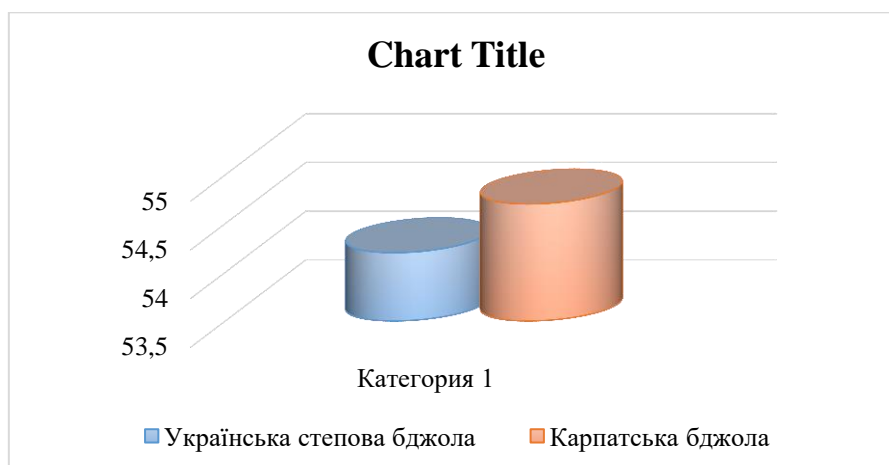 Chart Title
55
54,5
54
53,5
Категория 1
Українська степова бджола
Карпатська бджола